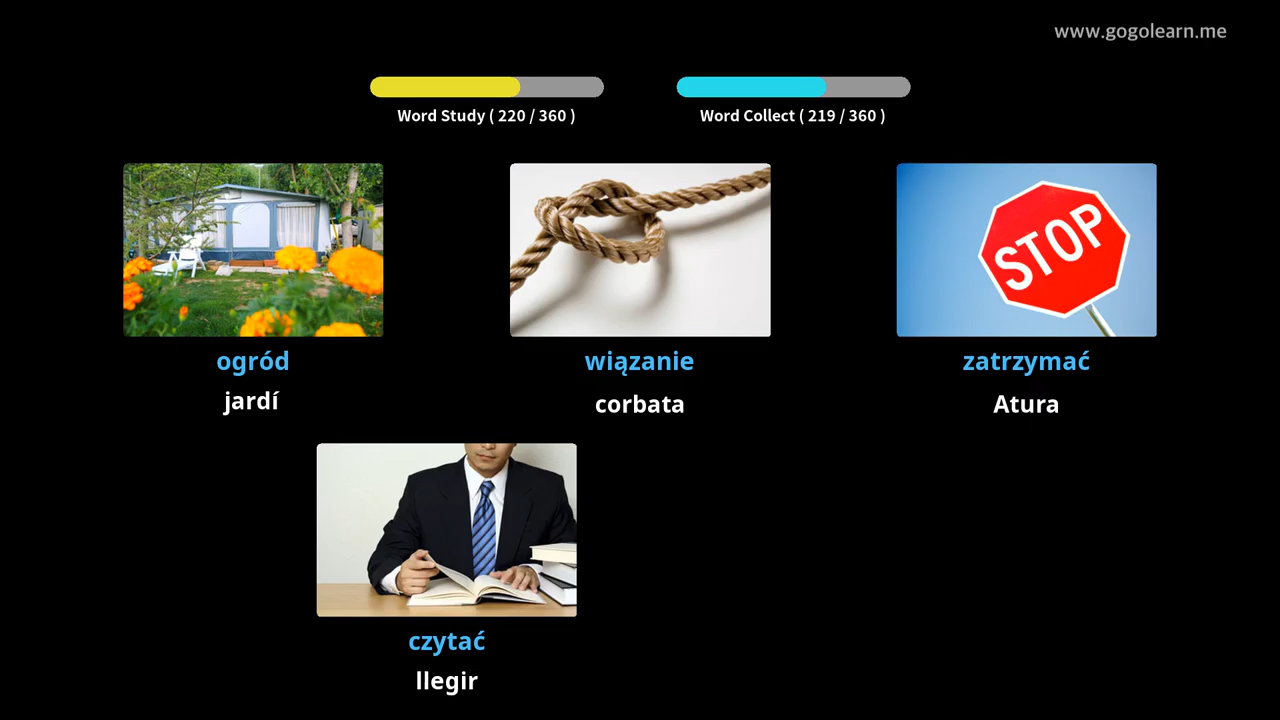 www.gogolearn.me
Word Study ( 220 / 360 )
Word Collect ( 219 / 360 )
STOP
ogród
wiązanie
zatrzymać
jardí
corbata
Atura
czytać
llegir